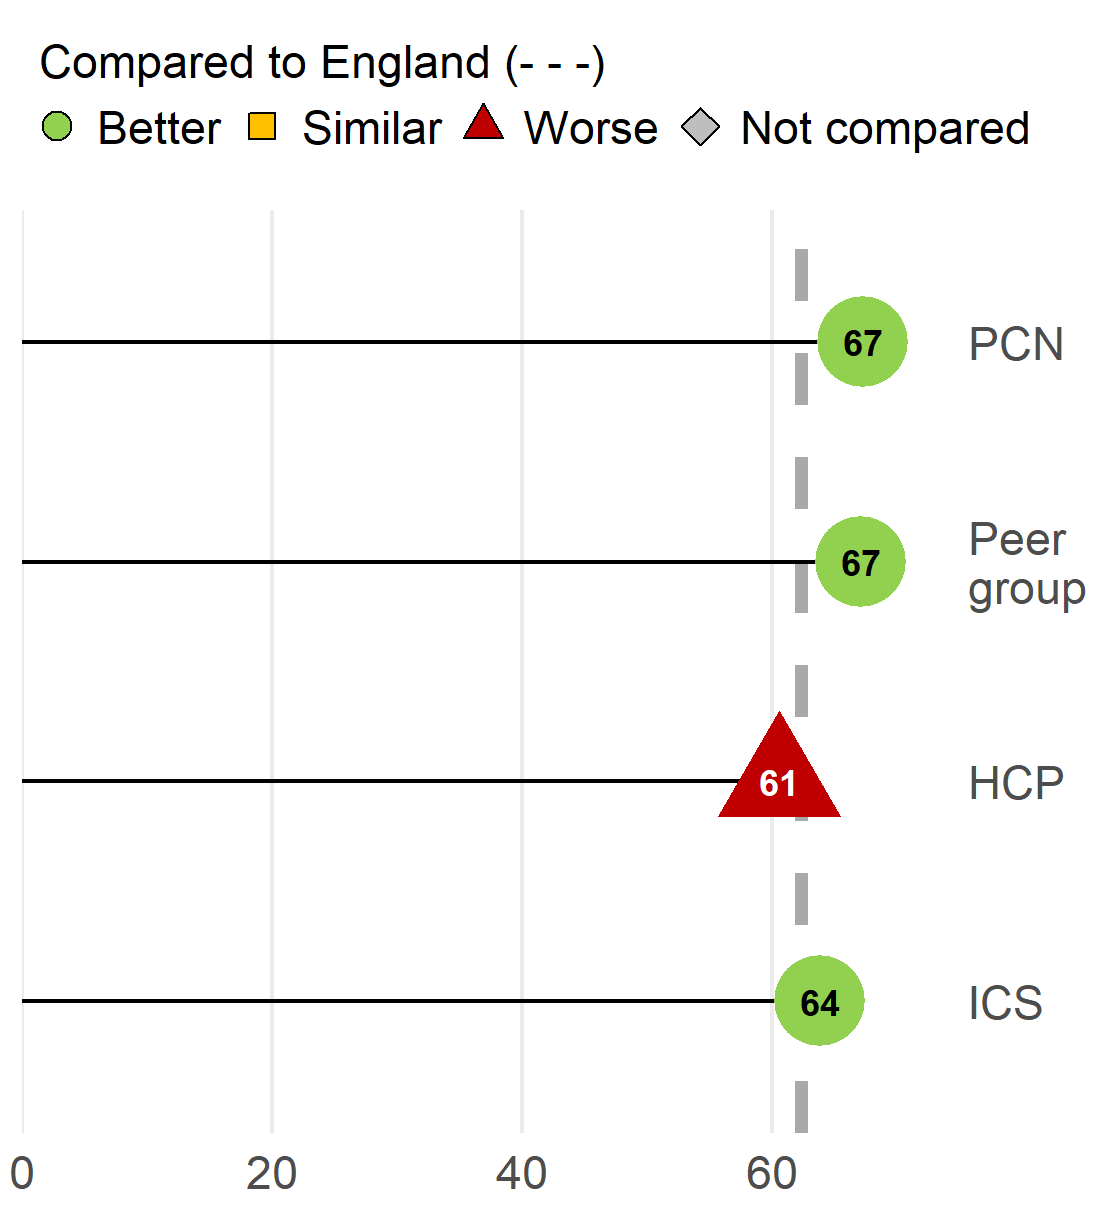 Compared to England (- - -)
Better Similar Worse Not compared
67 PCN
67 Peer
group
61 HCP
64 ICS
0 20 40 60